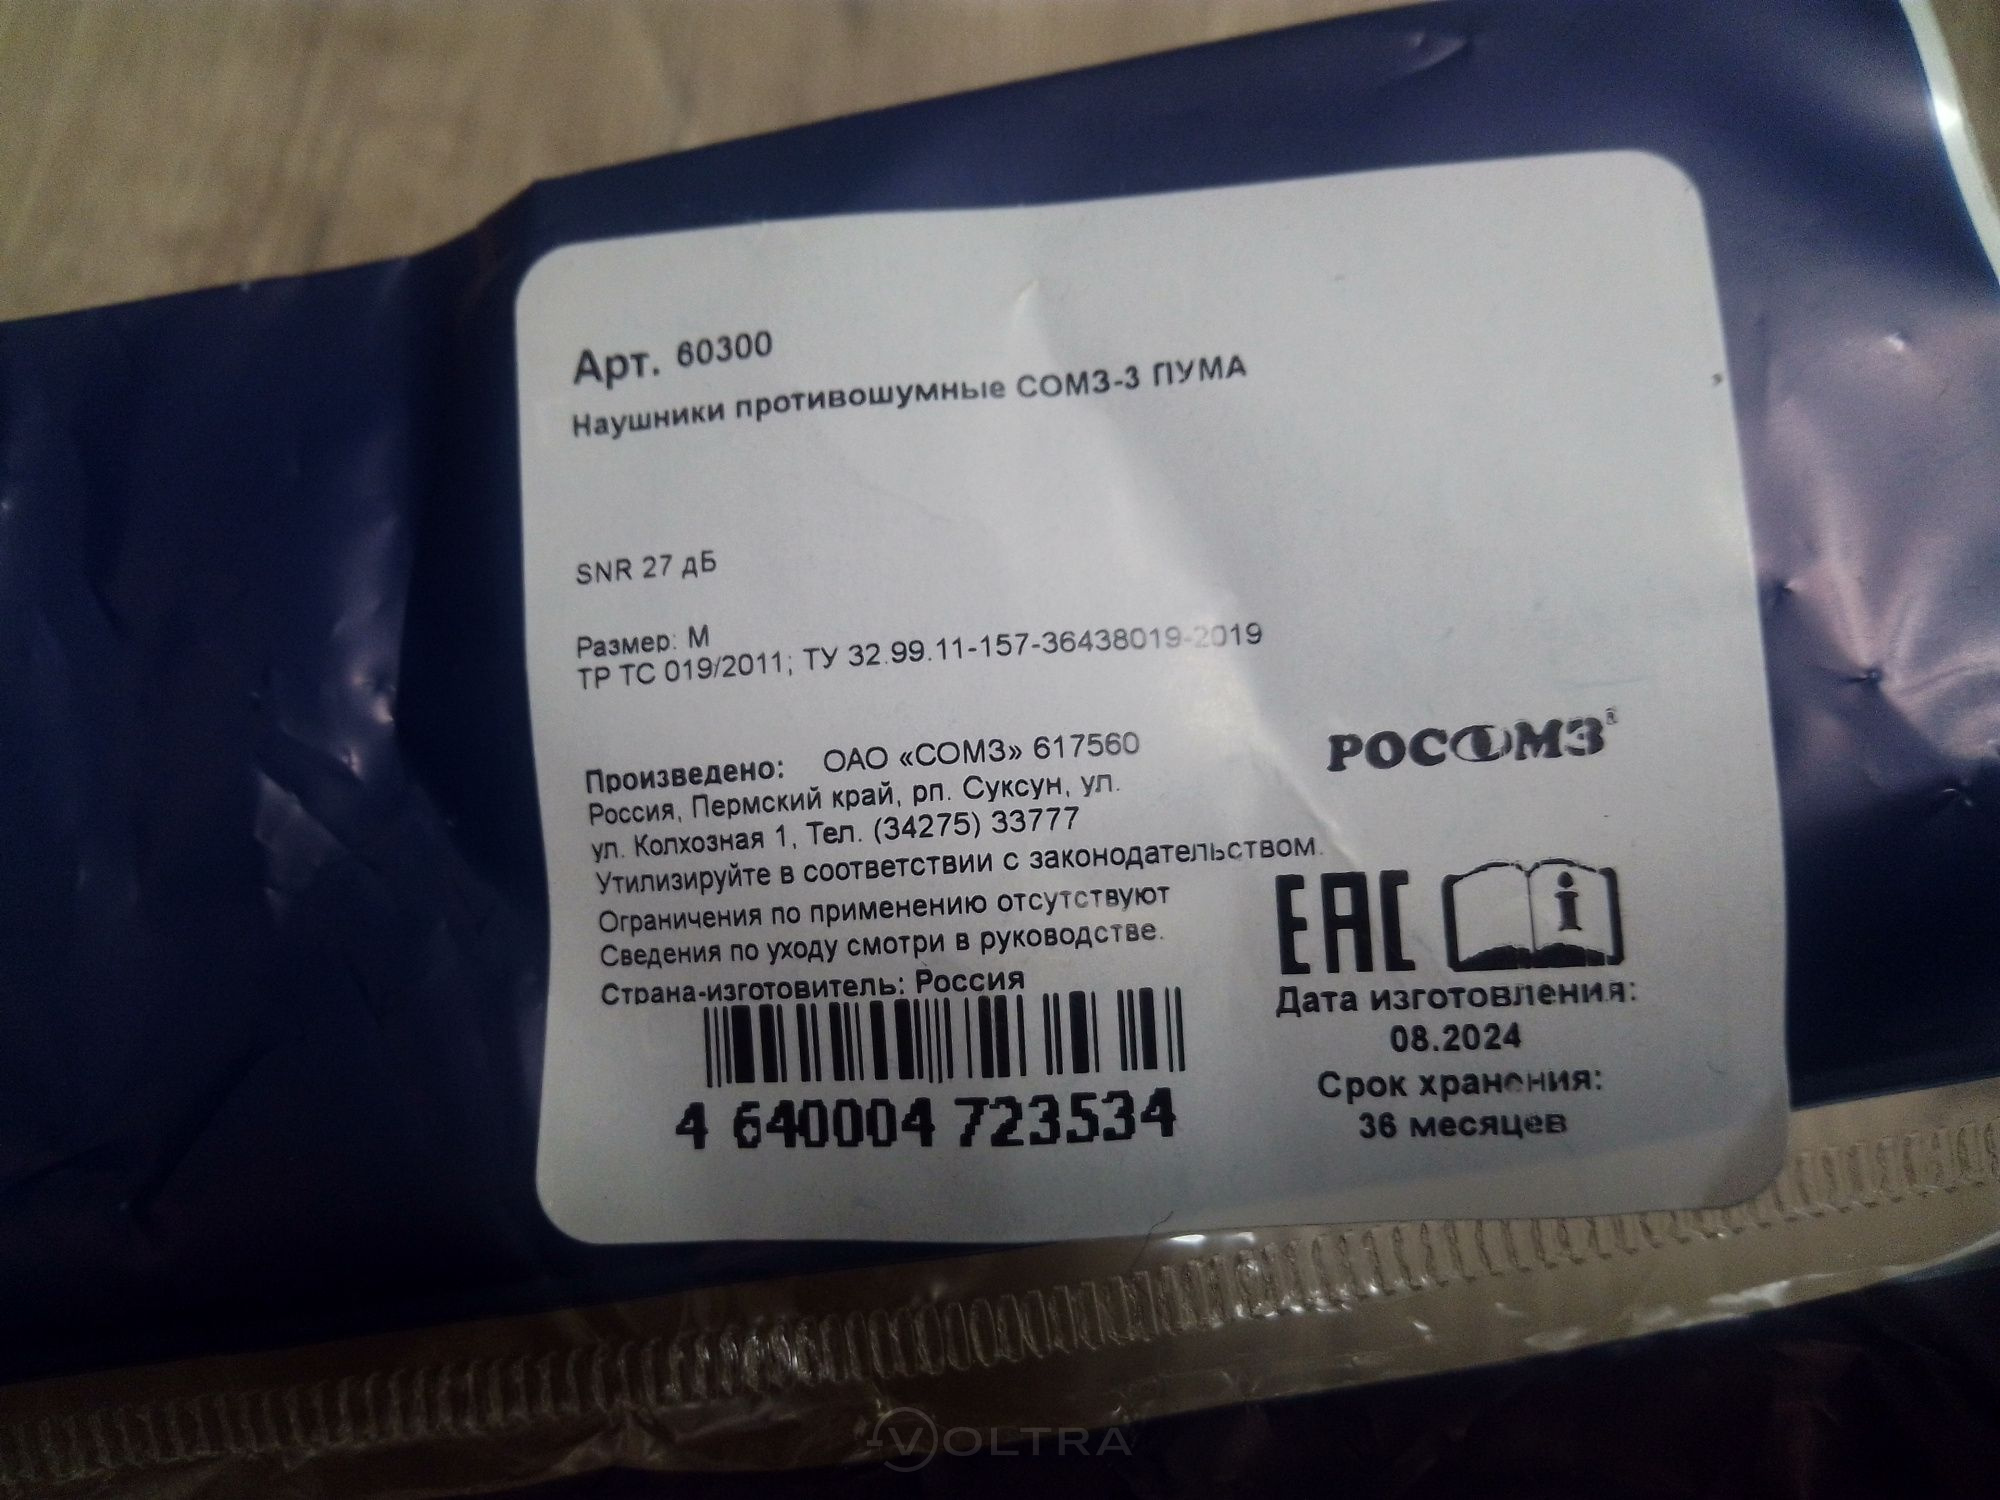 Арт. 60300
Наушники противошумные СОМЗ-3 ПУМА
SNR 27 дБ
Размер: М
ТР ТС 019/2011; ТУ 32.99.11-157-36438019-2019
Произведено: ОАО «СОМЗ» 617560
Россия, Пермский край, рп. Суксун, ул.
ул. Колхозная 1, Тел. (34275) 33777
Утилизируйте в соответствии с законодательством.
Ограничения по применению отсутствуют
Сведения по уходу смотри в руководстве.
Страна-изготовитель: Россия
4 640004 723534
РОСОМЗ®
ЕАС
i
Дата изготовления:
08.2024
Срок хранения:
36 месяцев
VOLTRA